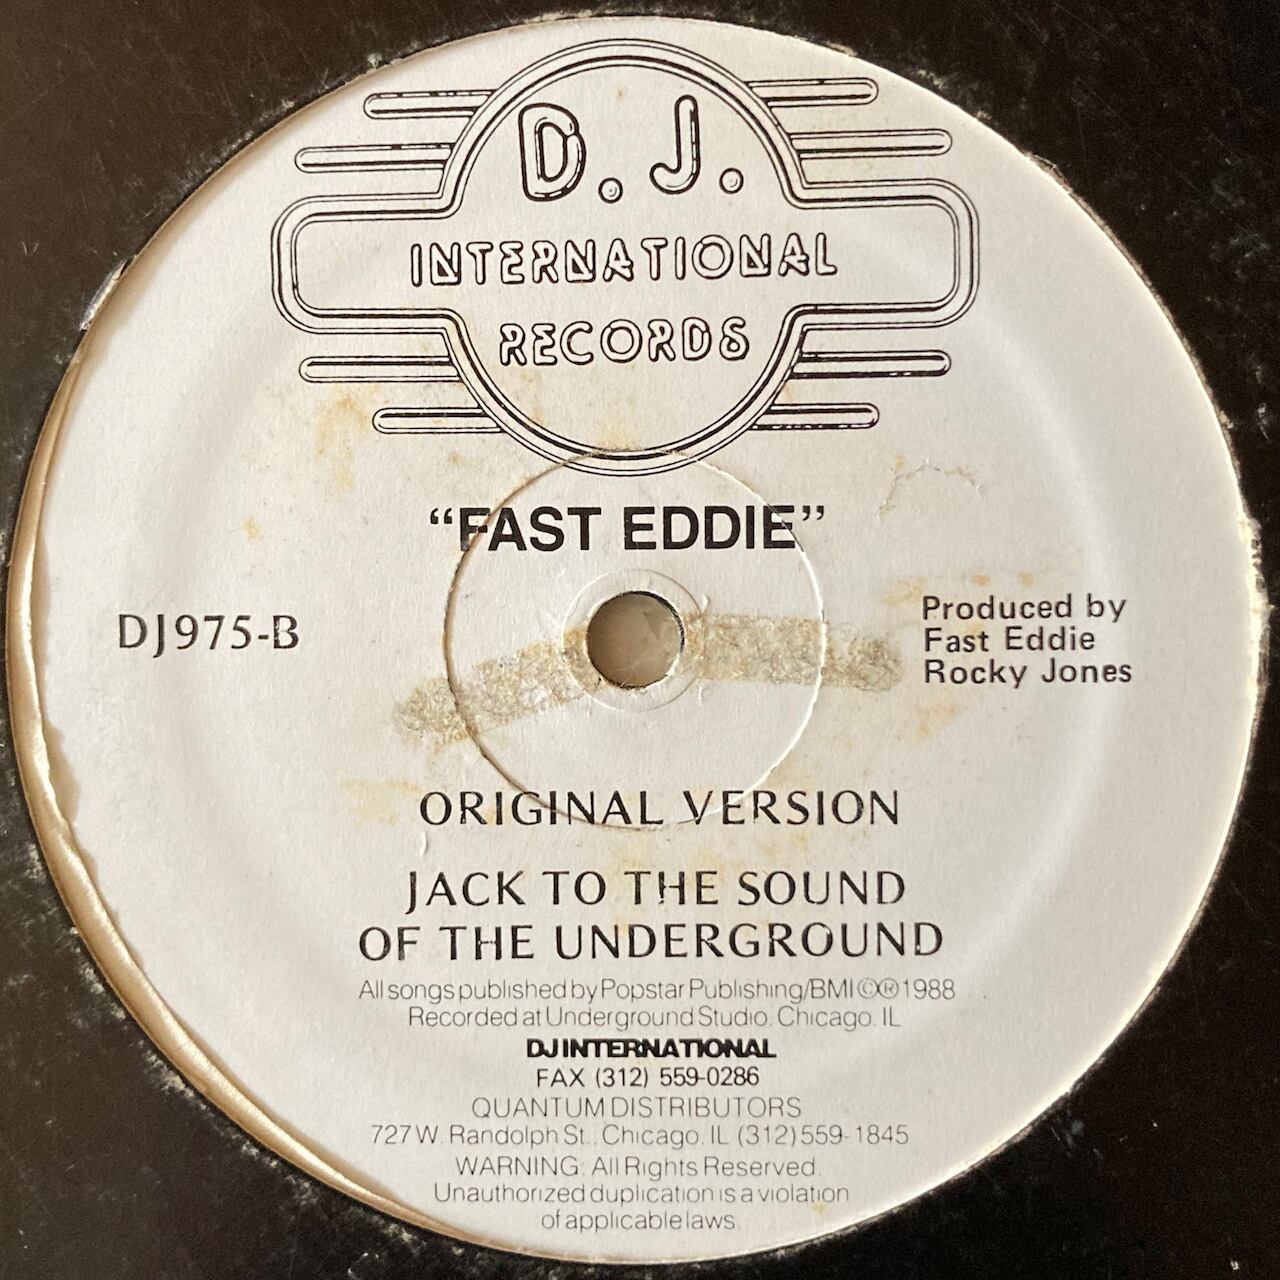 D. J.
INTERNATIONAL
RECORDS
“FAST EDDIE”
DJ975-B
Produced by
Fast Eddie
Rocky Jones
ORIGINAL VERSION
JACK TO THE SOUND
OF THE UNDERGROUND
All songs published by Popstar Publishing/BMI ©® 1988
Recorded at Underground Studio. Chicago. IL
DJ INTERNATIONAL
FAX (312) 559-0286
QUANTUM DISTRIBUTORS
727 W. Randolph St.. Chicago. IL (312) 559-1845
WARNING: All Rights Reserved.
Unauthorized duplication is a violation
of applicable laws.